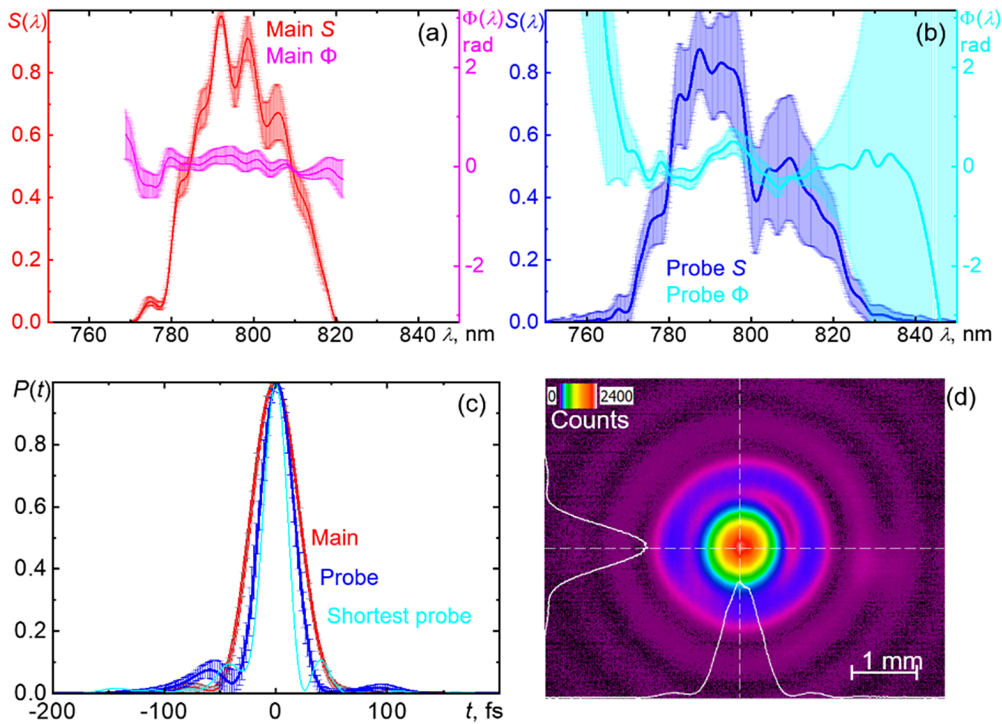 S(λ)
Main S
Main Φ
(a)
Φ(λ)
rad
0.8
0.6
0.4
0.2
0.0
2
0
-2
760 780 800 820 840 λ, nm
S(λ)
(b)
Φ(λ)
rad
0.8
0.6
0.4
0.2
0.0
2
0
-2
Probe S
Probe Φ
760 780 800 820 840 λ, nm
P(t)
(c)
0.8
0.6
0.4
0.2
0.0
Main
Probe
Shortest probe
-200 -100 0 100 t, fs
0 2400
Counts
(d)
1 mm